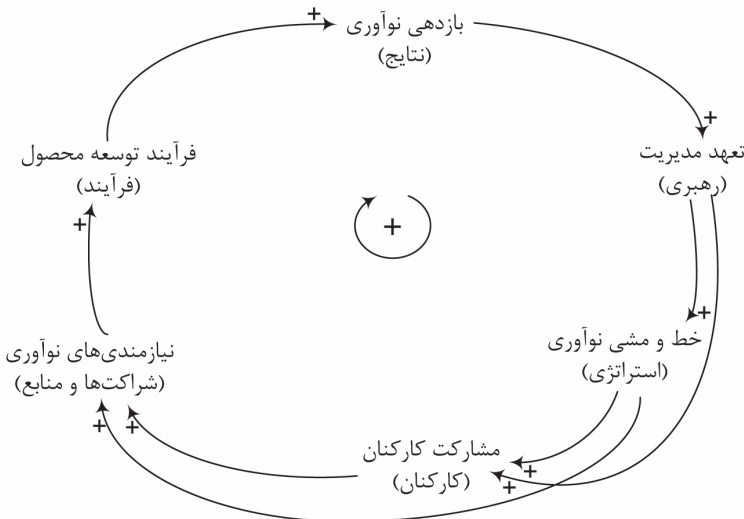 بازدهی نوآوری
(نتایج)
+
+
تعهد مدیریت
(رهبری)
فرآیند توسعه محصول
(فرآیند)
+
+
+
خط و مشی نوآوری
(استراتژی)
نیازمندی‌های نوآوری
(شراکت‌ها و منابع)
+
+
مشارکت کارکنان
(کارکنان)
+
+